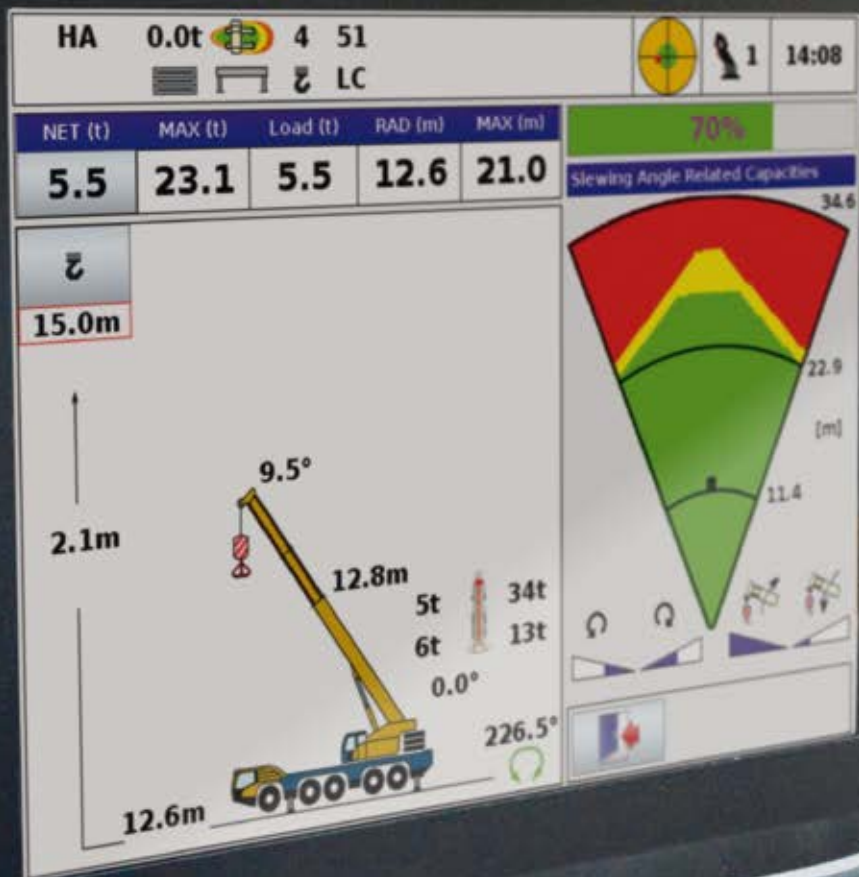 HA 0.0t 4 51
LC
1 14:08
NET (t) MAX (t) Load (t) RAD (m) MAX (m)
5.5 23.1 5.5 12.6 21.0
70%
Slewing Angle Related Capacities
34.6
22.9
[m]
11.4
15.0m
2.1m
9.5°
12.8m
5t 34t
6t 13t
0.0°
226.5°
12.6m